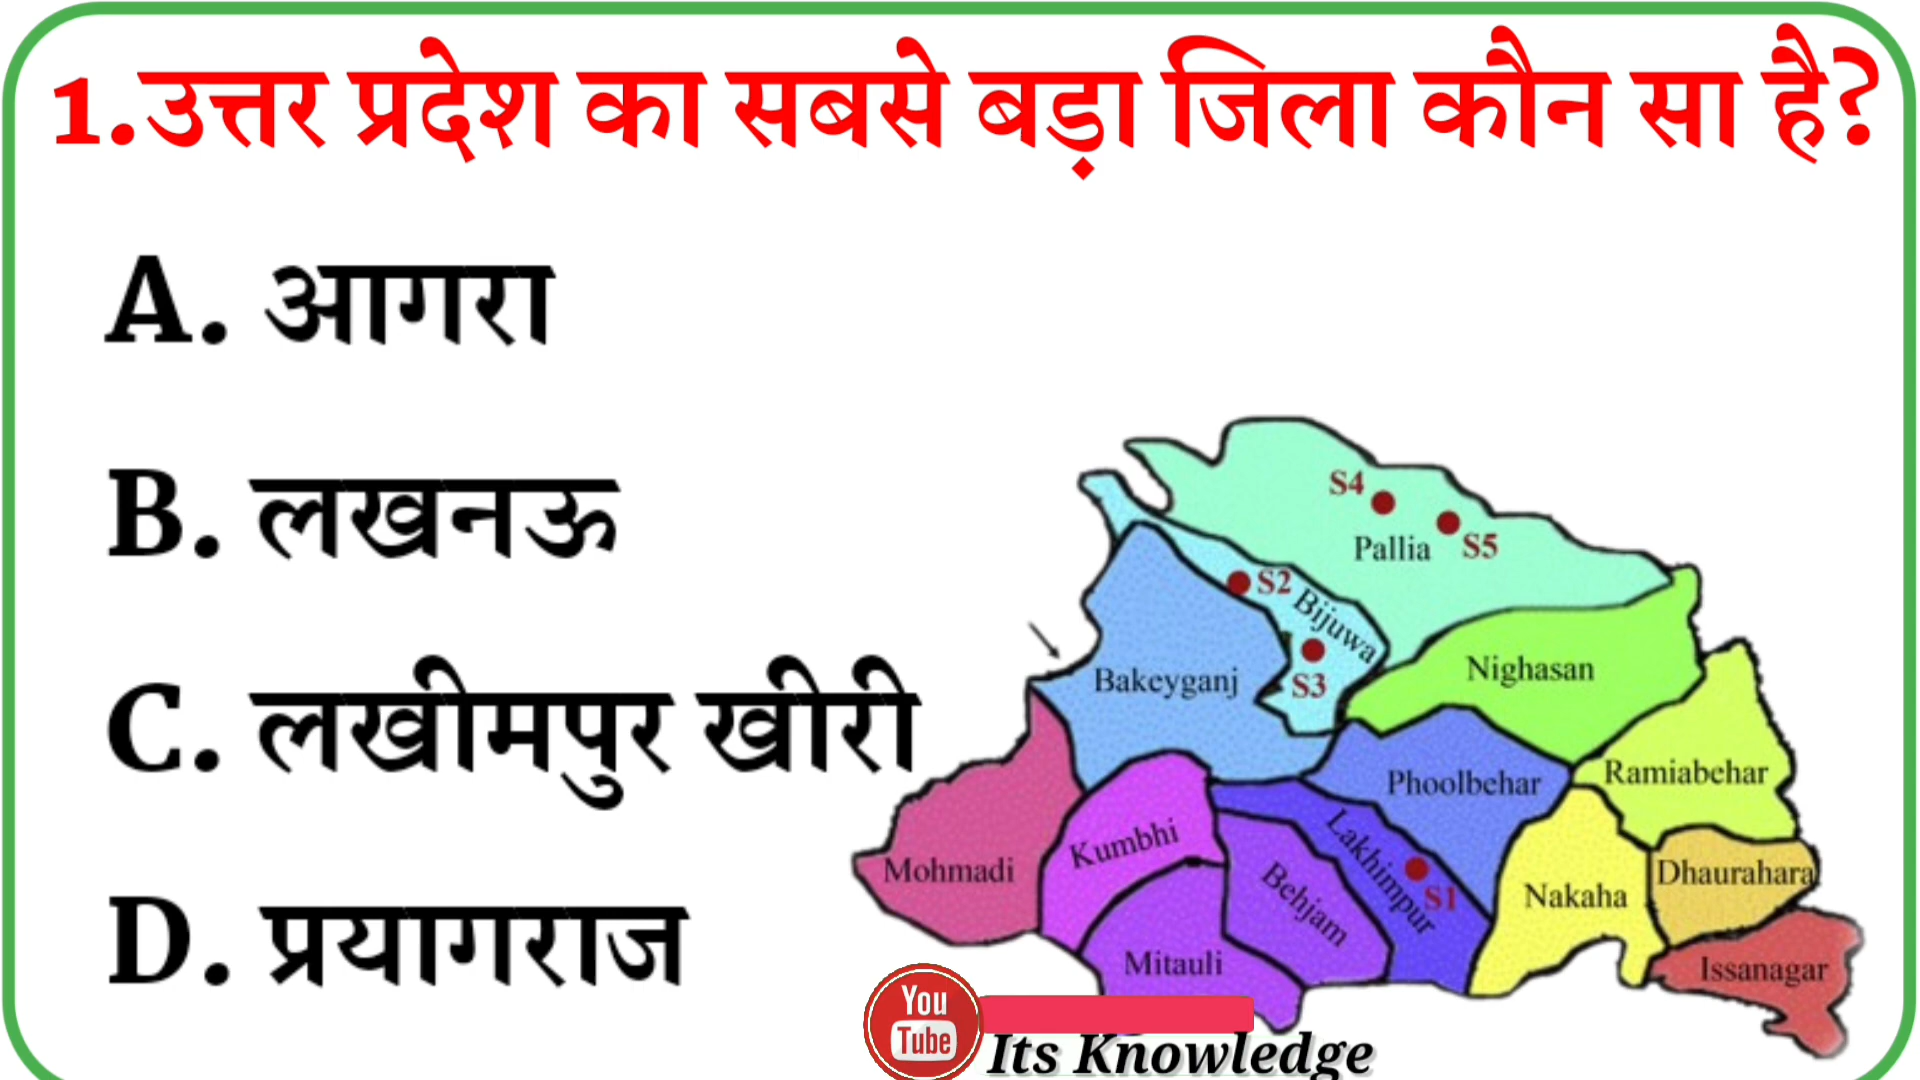 1.उत्तर प्रदेश का सबसे बड़ा जिला कौन सा है?
A. आगरा
B. लखनऊ
C. लखीमपुर खीरी
D. प्रयागराज
S4
Pallia
S5
S2
Bijuwa
S3
Bakeyganj
Nighasan
Phoolbehar
Ramiabehar
Kumbhi
Lakhimpur
S1
Mohmadi
Behjam
Nakaha
Dhaurahara
Mitauli
Issanagar
You
Tube
Its Knowledge